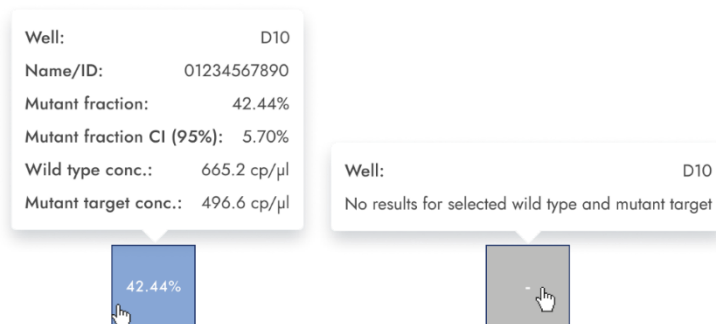 Well: D10
Name/ID: 01234567890
Mutant fraction: 42.44%
Mutant fraction CI (95%): 5.70%
Wild type conc.: 665.2 cp/µl
Mutant target conc.: 496.6 cp/µl
42.44%
Well: D10
No results for selected wild type and mutant target
-